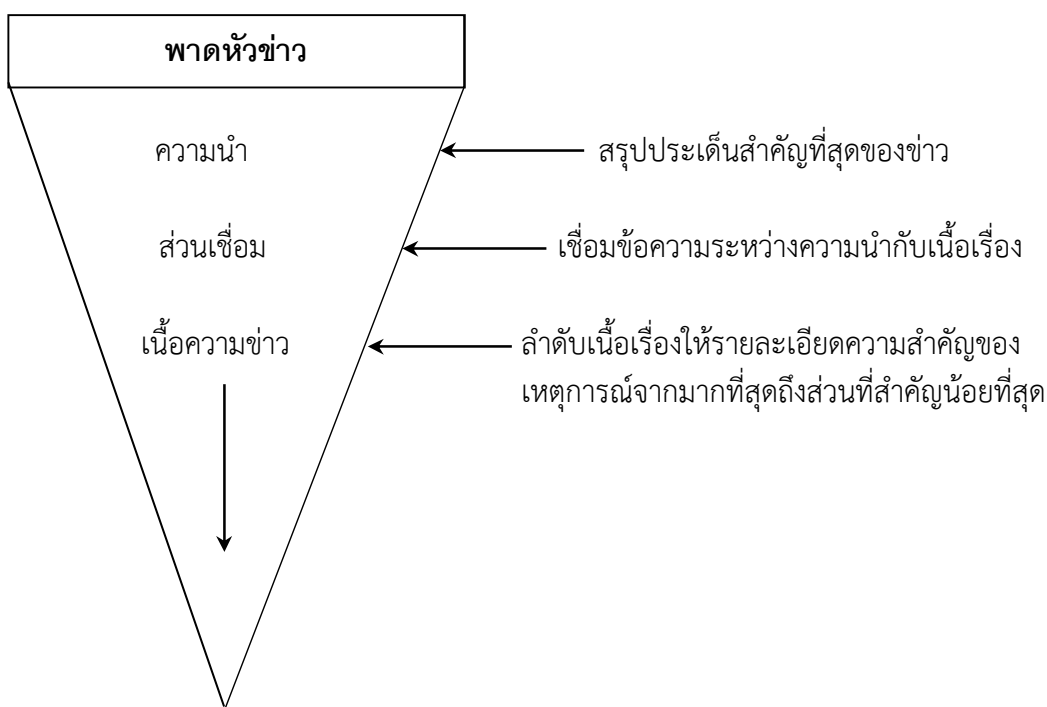 พาดหัวข่าว
ความนำ
สรุปประเด็นสำคัญที่สุดของข่าว
ส่วนเชื่อม
เชื่อมข้อความระหว่างความนำกับเนื้อเรื่อง
เนื้อความข่าว
ลำดับเนื้อเรื่องให้รายละเอียดความสำคัญของ
เหตุการณ์จากมากที่สุดถึงส่วนที่สำคัญน้อยที่สุด